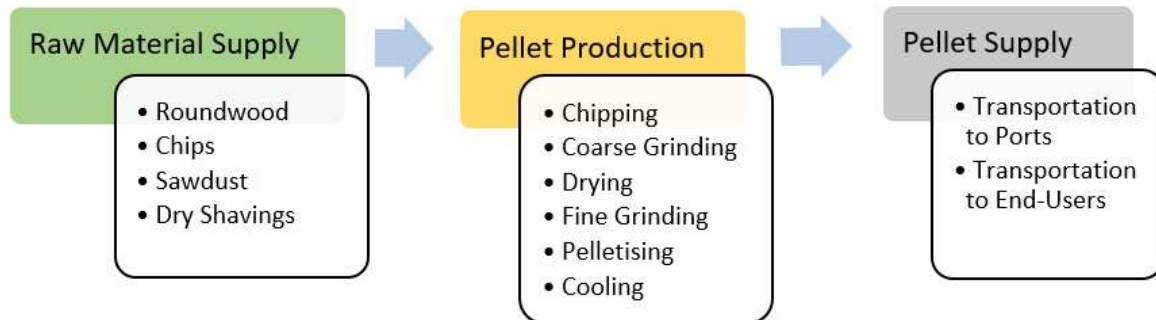 Raw Material Supply
• Roundwood
• Chips
• Sawdust
• Dry Shavings
Pellet Production
• Chipping
• Coarse Grinding
• Drying
• Fine Grinding
• Pelletising
• Cooling
Pellet Supply
• Transportation
to Ports
• Transportation
to End-Users